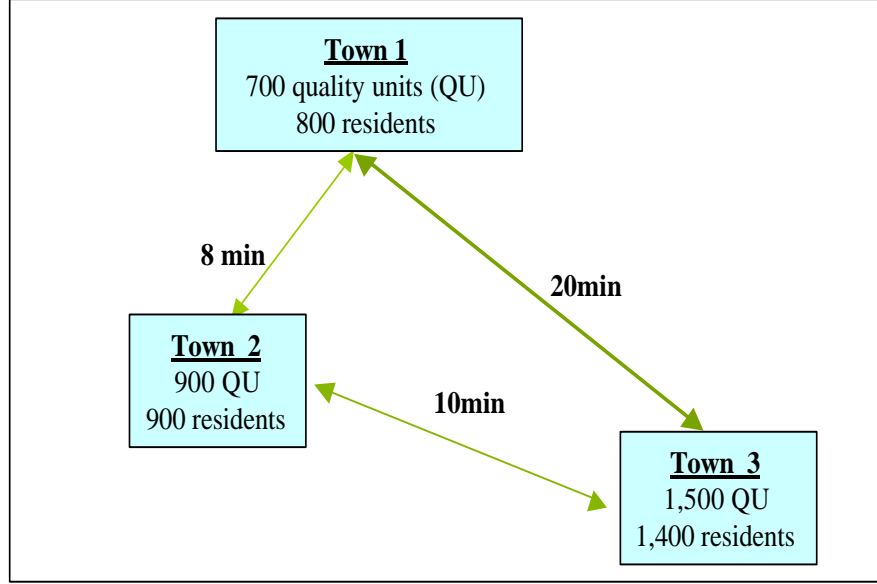 Town 1
700 quality units (QU)
800 residents
8 min
20min
Town 2
900 QU
900 residents
10min
Town 3
1,500 QU
1,400 residents